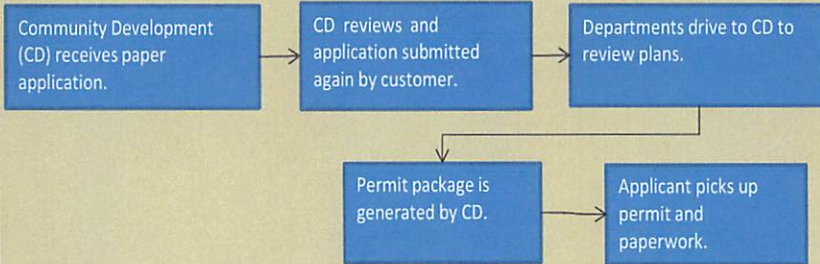 Community Development
(CD) receives paper
application.
CD reviews and
application submitted
again by customer.
Departments drive to CD to
review plans.
Permit package is
generated by CD.
Applicant picks up
permit and
paperwork.